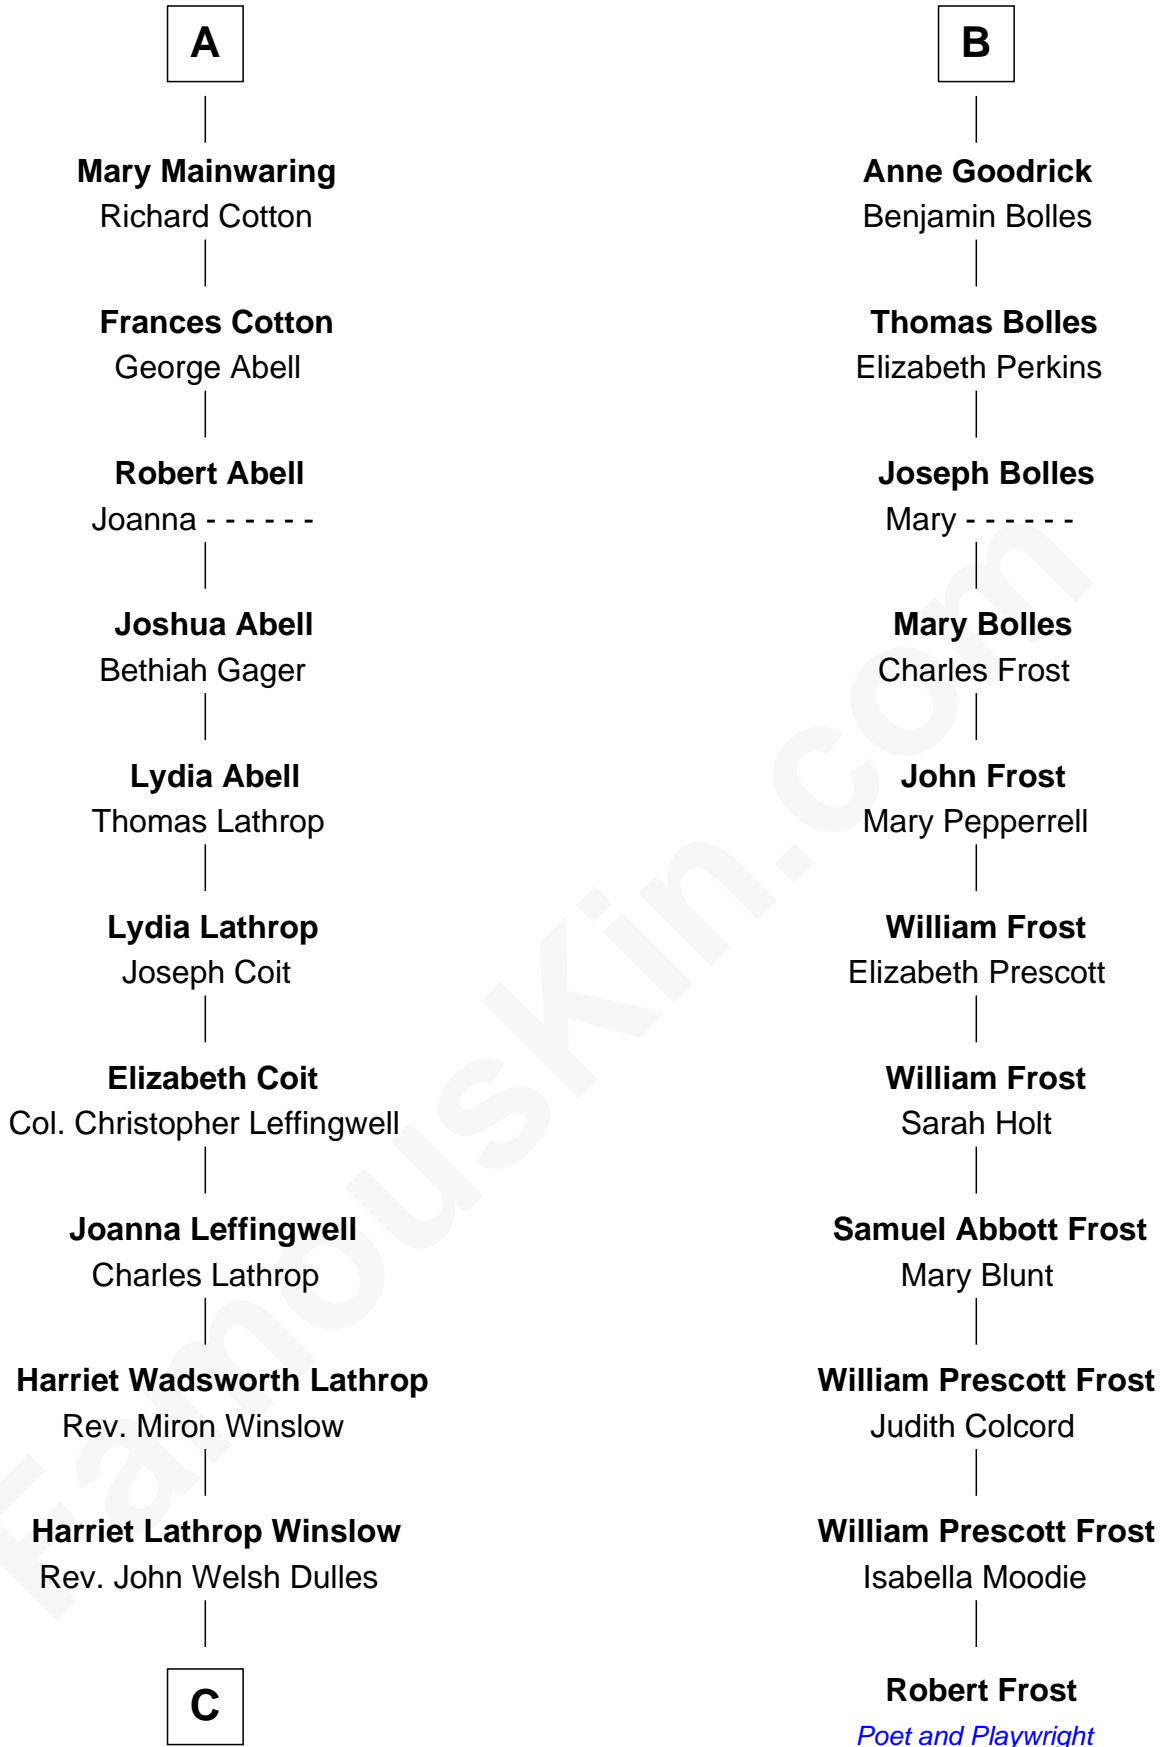 A
Mary Mainwaring
Richard Cotton
Frances Cotton
George Abell
Robert Abell
Joanna - - - - - -
Joshua Abell
Bethiah Gager
Lydia Abell
Thomas Lathrop
Lydia Lathrop
Joseph Coit
Elizabeth Coit
Col. Christopher Leffingwell
Joanna Leffingwell
Charles Lathrop
Harriet Wadsworth Lathrop
Rev. Miron Winslow
Harriet Lathrop Winslow
Rev. John Welsh Dulles
C
B
Anne Goodrick
Benjamin Bolles
Thomas Bolles
Elizabeth Perkins
Joseph Bolles
Mary - - - - - -
Mary Bolles
Charles Frost
John Frost
Mary Pepperrell
William Frost
Elizabeth Prescott
William Frost
Sarah Holt
Samuel Abbott Frost
Mary Blunt
William Prescott Frost
Judith Colcord
William Prescott Frost
Isabella Moodie
Robert Frost
Poet and Playwright
FamousKin.com